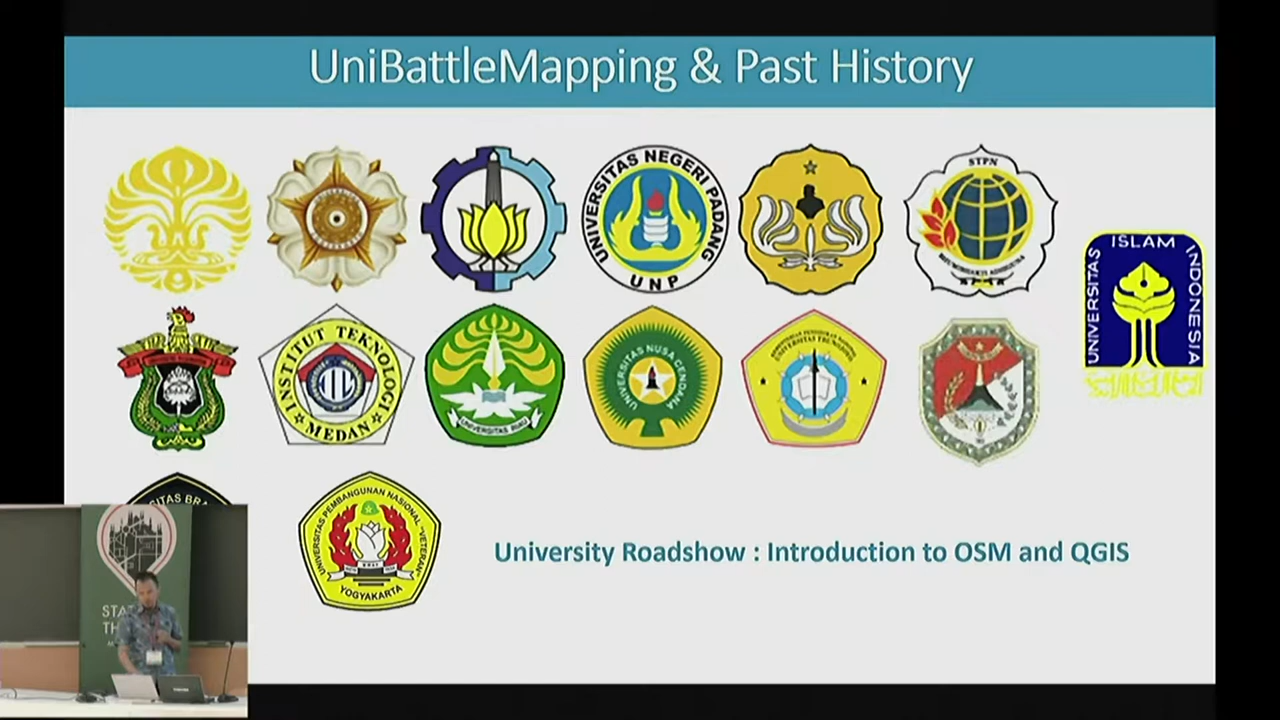 UniBattleMapping & Past History
UNIVERSITAS NEGERI PADANG
UNP
STPN
ISLAM
UNIVERSITAS
INDONESIA
INSTITUT TEKNOLOGI
MEDAN
UNIVERSITAS RIAU
UNIVERSITAS NUSA CENDANA
UNIVERSITAS PEMBANGUNAN NASIONAL "VETERAN"
YOGYAKARTA
University Roadshow : Introduction to OSM and QGIS